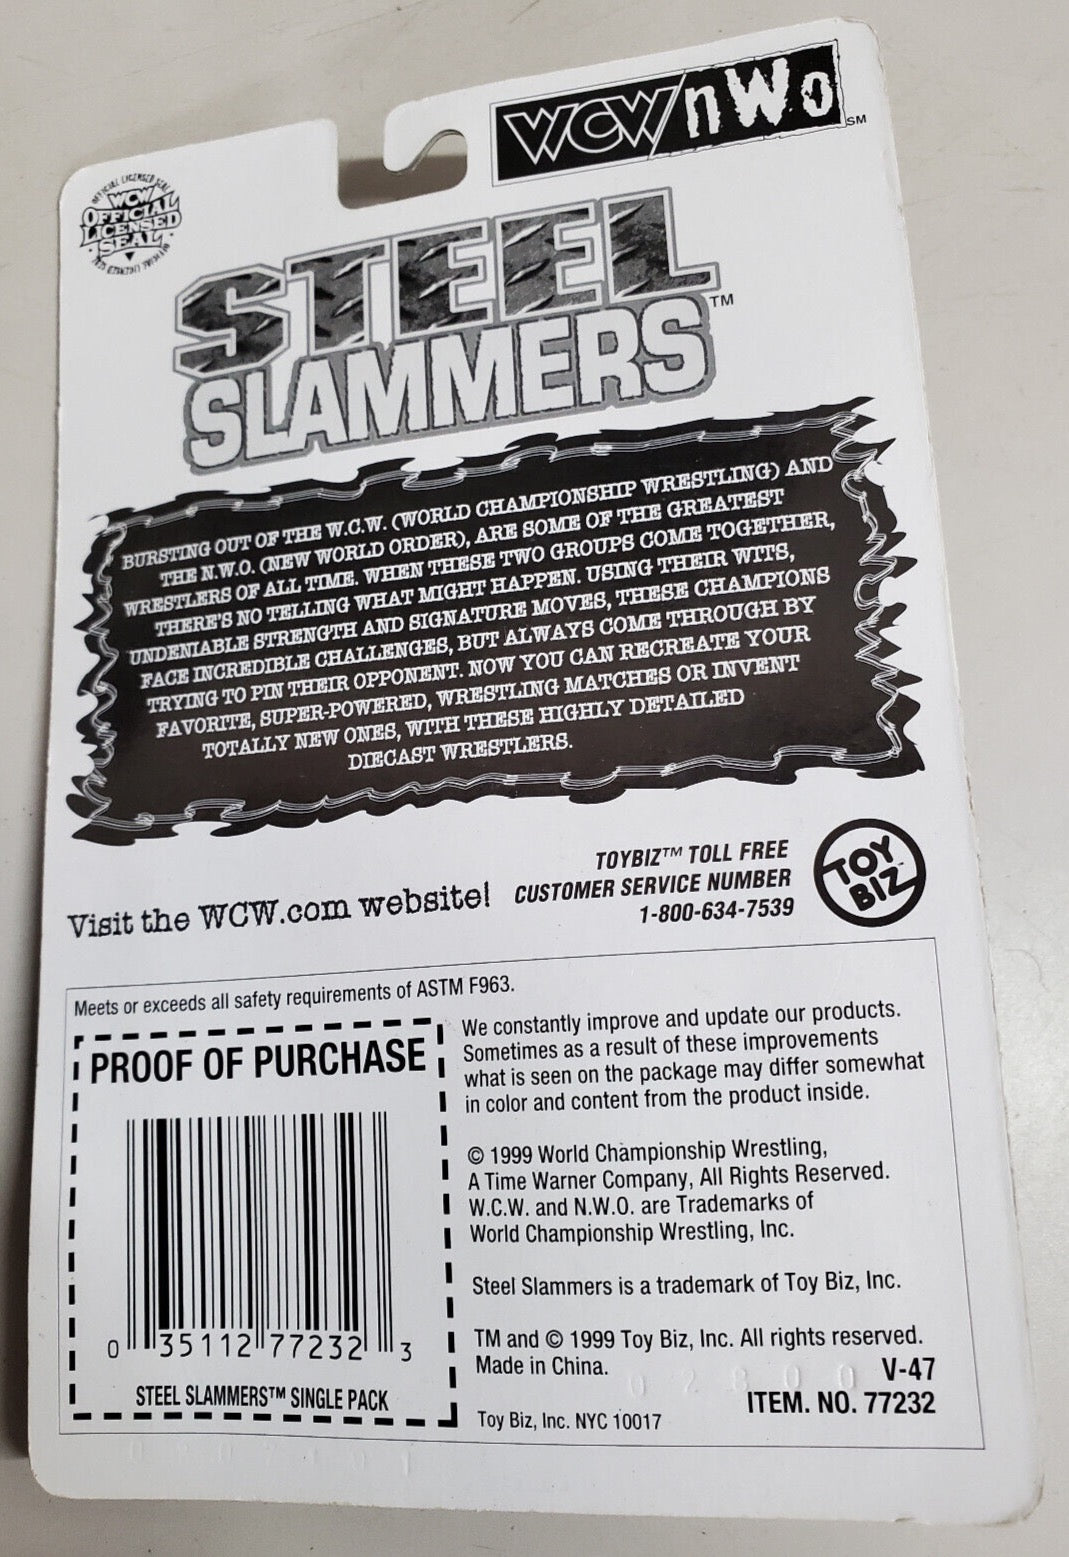 WCW/nWo SM
OFFICIAL LICENSED SEAL
WCW
OFFICIAL
LICENSED
SEAL
STEEL
SLAMMERS™
BURSTING OUT OF THE W.C.W. (WORLD CHAMPIONSHIP WRESTLING) AND
THE N.W.O. (NEW WORLD ORDER), ARE SOME OF THE GREATEST
WRESTLERS OF ALL TIME. WHEN THESE TWO GROUPS COME TOGETHER,
THERE'S NO TELLING WHAT MIGHT HAPPEN. USING THEIR WITS,
UNDENIABLE STRENGTH AND SIGNATURE MOVES, THESE CHAMPIONS
FACE INCREDIBLE CHALLENGES, BUT ALWAYS COME THROUGH BY
TRYING TO PIN THEIR OPPONENT. NOW YOU CAN RECREATE YOUR
FAVORITE, SUPER-POWERED, WRESTLING MATCHES OR INVENT
TOTALLY NEW ONES, WITH THESE HIGHLY DETAILED
DIECAST WRESTLERS.
Visit the WCW.com website!
TOYBIZ™ TOLL FREE
CUSTOMER SERVICE NUMBER
1-800-634-7539
TOY
BIZ™
Meets or exceeds all safety requirements of ASTM F963.
PROOF OF PURCHASE
0 35112 77232 3
STEEL SLAMMERS™ SINGLE PACK
We constantly improve and update our products.
Sometimes as a result of these improvements
what is seen on the package may differ somewhat
in color and content from the product inside.
© 1999 World Championship Wrestling,
A Time Warner Company, All Rights Reserved.
W.C.W. and N.W.O. are Trademarks of
World Championship Wrestling, Inc.
Steel Slammers is a trademark of Toy Biz, Inc.
TM and © 1999 Toy Biz, Inc. All rights reserved.
Made in China.
V-47
ITEM. NO. 77232
Toy Biz, Inc. NYC 10017